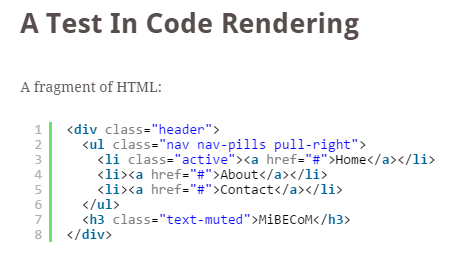 A Test In Code Rendering
A fragment of HTML:
1 <div class="header">
2   <ul class="nav nav-pills pull-right">
3     <li class="active"><a href="#">Home</a></li>
4     <li><a href="#">About</a></li>
5     <li><a href="#">Contact</a></li>
6   </ul>
7   <h3 class="text-muted">MiBECoM</h3>
8 </div>